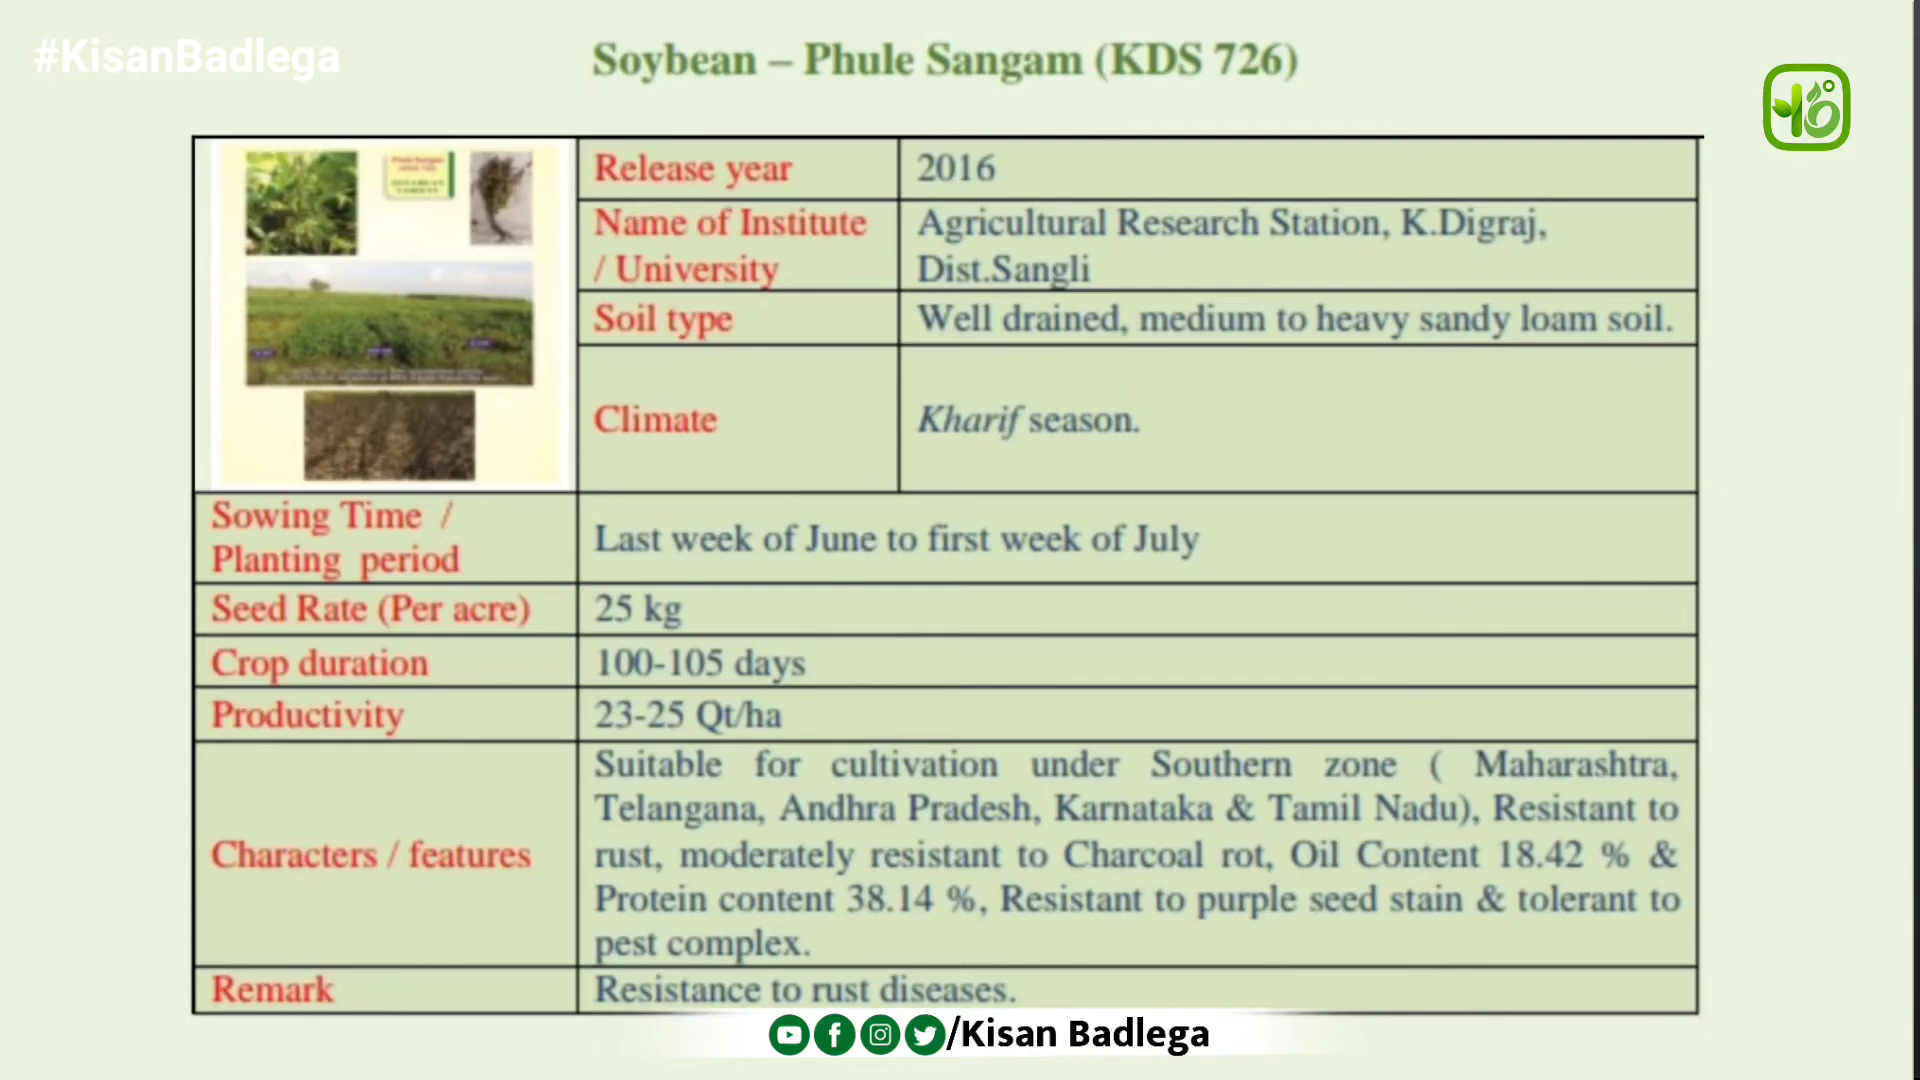 #KisanBadlega
Soybean – Phule Sangam (KDS 726)
Phule Sangam
Release year
2016
Name of Institute
/ University
Agricultural Research Station, K.Digraj,
Dist.Sangli
Soil type
Well drained, medium to heavy sandy loam soil.
Climate
Kharif season.
Sowing Time /
Planting period
Last week of June to first week of July
Seed Rate (Per acre)
25 kg
Crop duration
100-105 days
Productivity
23-25 Qt/ha
Characters / features
Suitable for cultivation under Southern zone ( Maharashtra,
Telangana, Andhra Pradesh, Karnataka & Tamil Nadu), Resistant to
rust, moderately resistant to Charcoal rot, Oil Content 18.42 % &
Protein content 38.14 %, Resistant to purple seed stain & tolerant to
pest complex.
Remark
Resistance to rust diseases.
/Kisan Badlega